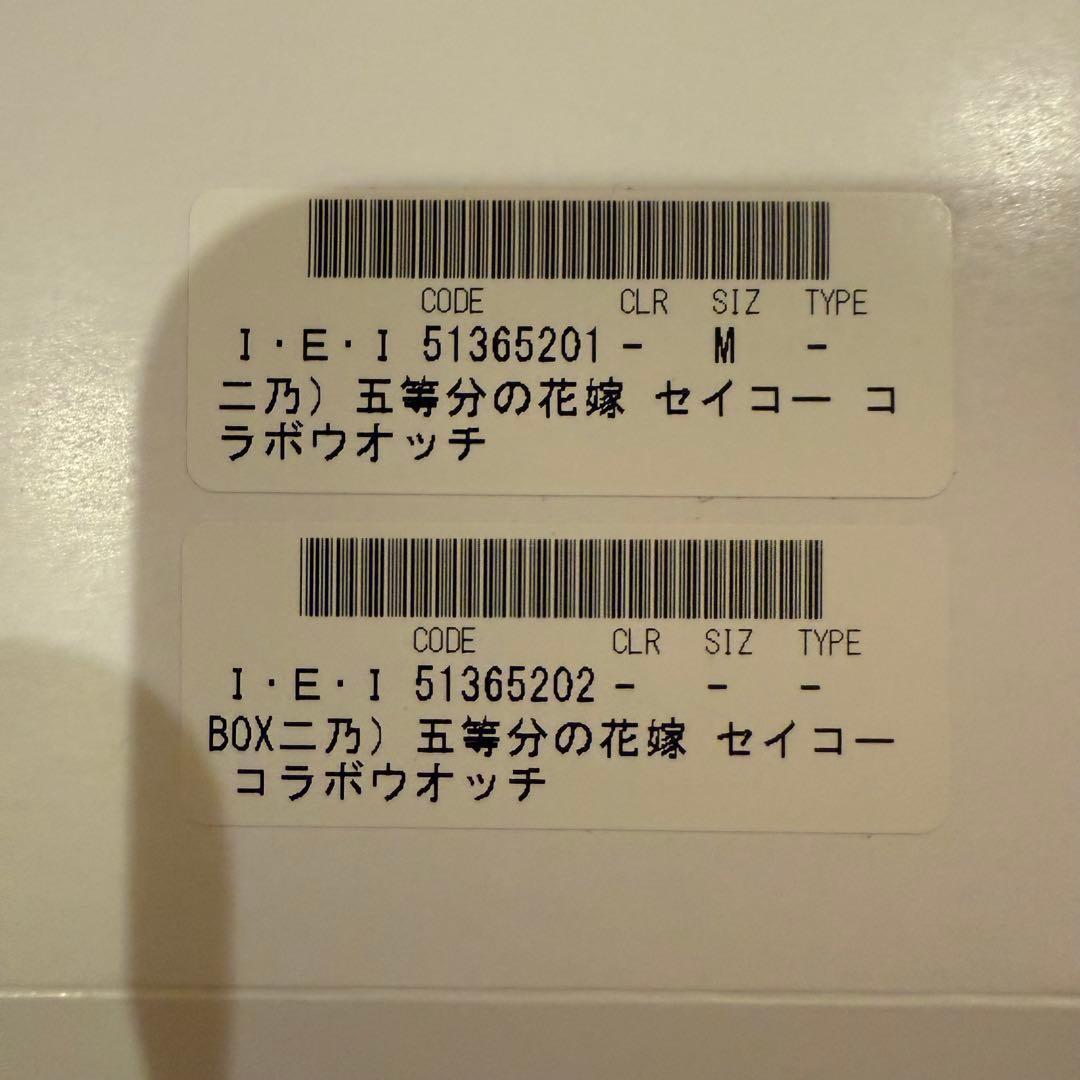 CODE CLR SIZ TYPE
I・E・I 51365201 - M -
二乃) 五等分の花嫁 セイコー コ
ラボウオッチ
CODE CLR SIZ TYPE
I・E・I 51365202 - - -
BOX二乃) 五等分の花嫁 セイコー
コラボウオッチ